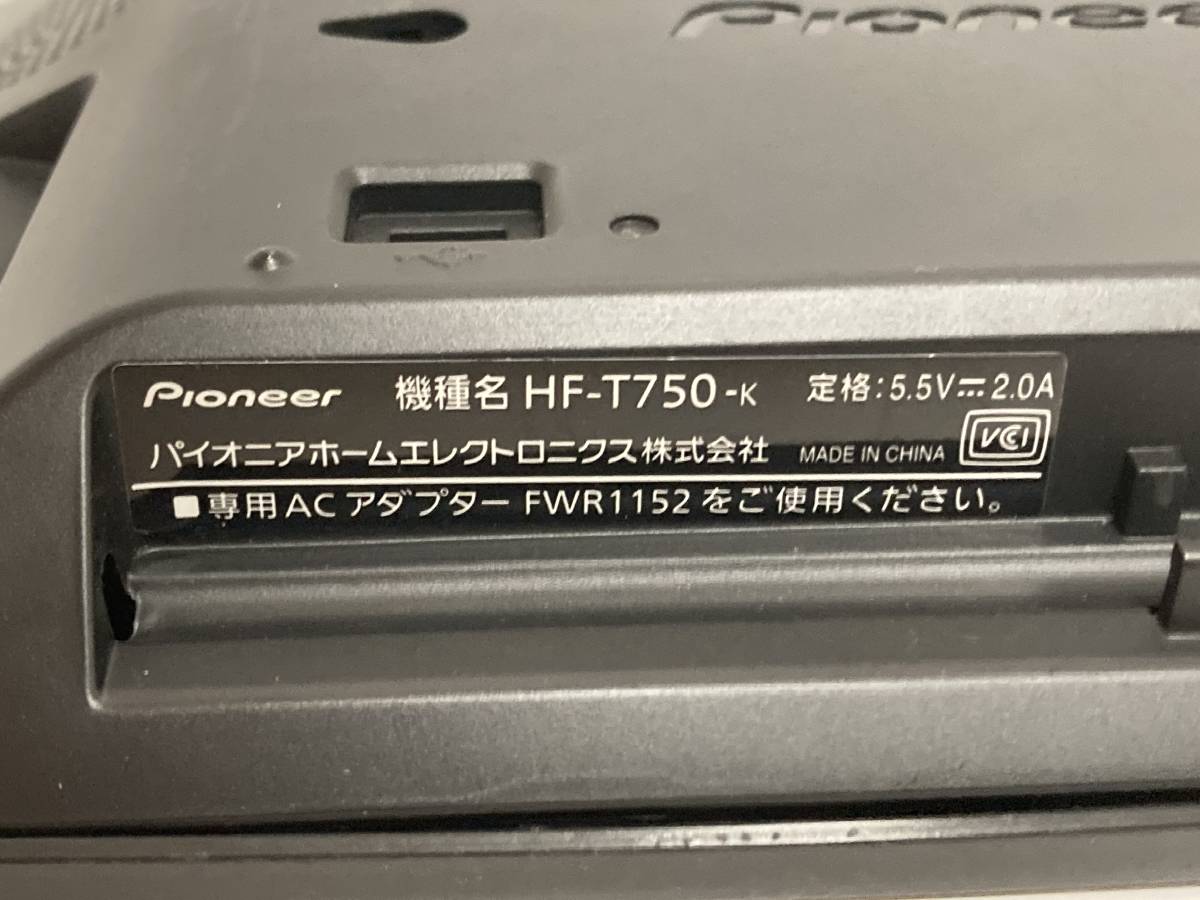 Pioneer
Pioneer 機種名 HF-T750-K 定格:5.5V⎓2.0A
パイオニアホームエレクトロニクス株式会社 MADE IN CHINA VCCI
■専用ACアダプター FWR1152をご使用ください。